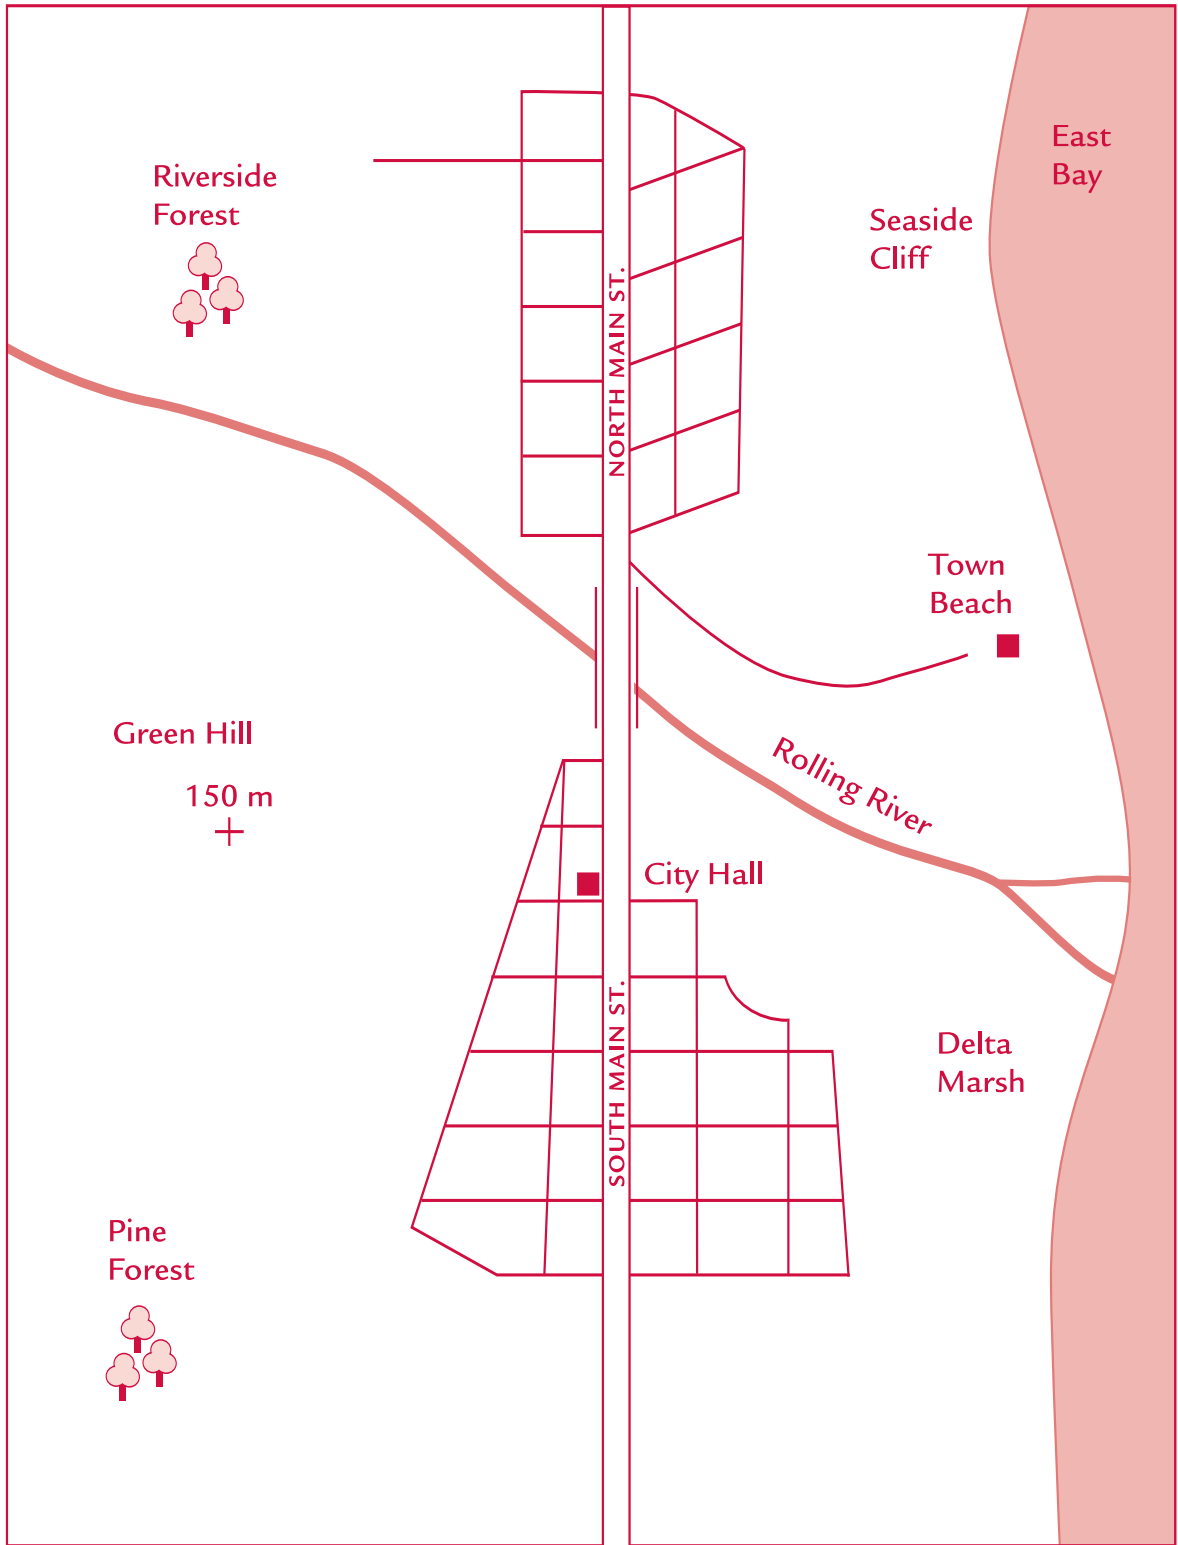 East
Bay
Riverside
Forest
Seaside
Cliff
NORTH MAIN ST.
Town
Beach
Green Hill
150 m
Rolling River
City Hall
SOUTH MAIN ST.
Delta
Marsh
Pine
Forest